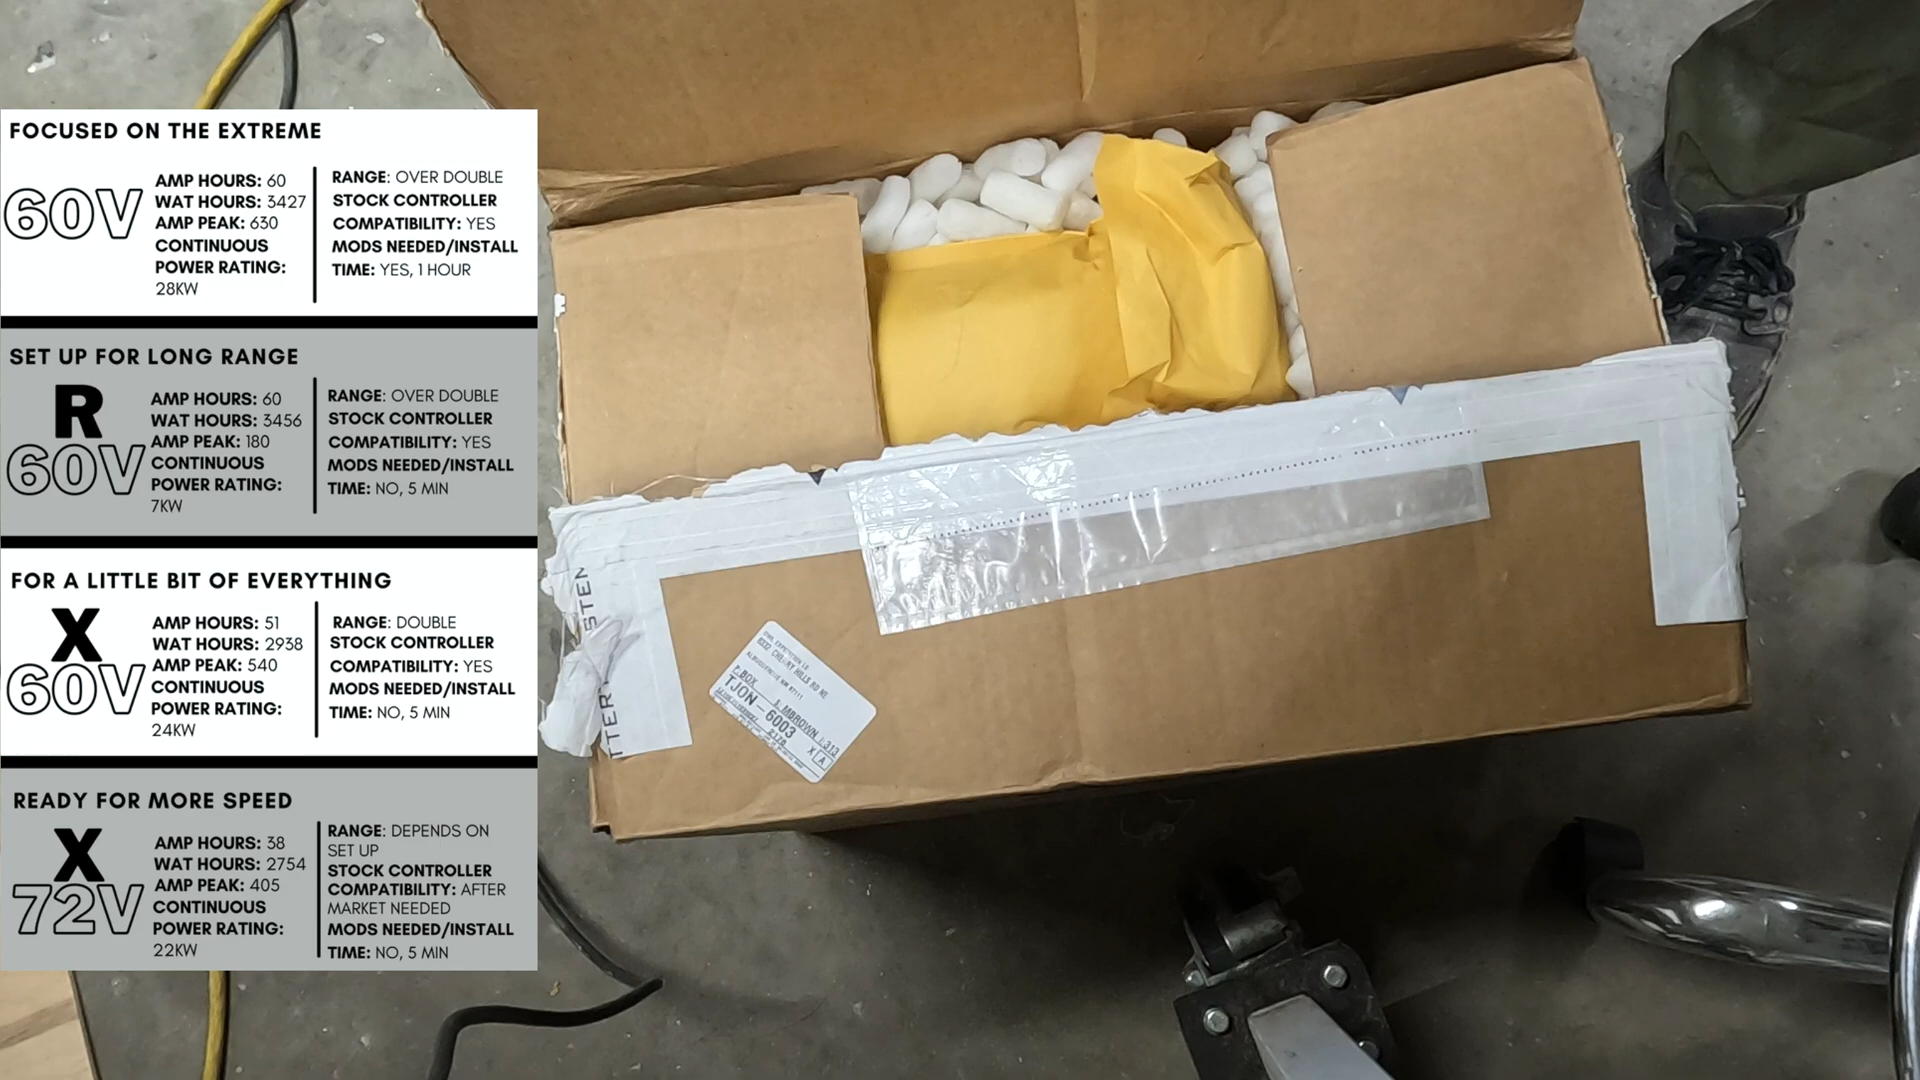 FOCUSED ON THE EXTREME
60V
AMP HOURS: 60
WAT HOURS: 3427
AMP PEAK: 630
CONTINUOUS
POWER RATING:
28KW
RANGE: OVER DOUBLE
STOCK CONTROLLER
COMPATIBILITY: YES
MODS NEEDED/INSTALL
TIME: YES, 1 HOUR
SET UP FOR LONG RANGE
R
60V
AMP HOURS: 60
WAT HOURS: 3456
AMP PEAK: 180
CONTINUOUS
POWER RATING:
7KW
RANGE: OVER DOUBLE
STOCK CONTROLLER
COMPATIBILITY: YES
MODS NEEDED/INSTALL
TIME: NO, 5 MIN
FOR A LITTLE BIT OF EVERYTHING
X
60V
AMP HOURS: 51
WAT HOURS: 2938
AMP PEAK: 540
CONTINUOUS
POWER RATING:
24KW
RANGE: DOUBLE
STOCK CONTROLLER
COMPATIBILITY: YES
MODS NEEDED/INSTALL
TIME: NO, 5 MIN
READY FOR MORE SPEED
X
72V
AMP HOURS: 38
WAT HOURS: 2754
AMP PEAK: 405
CONTINUOUS
POWER RATING:
22KW
RANGE: DEPENDS ON
SET UP
STOCK CONTROLLER
COMPATIBILITY: AFTER
MARKET NEEDED
MODS NEEDED/INSTALL
TIME: NO, 5 MIN
HILLS RD NE
ALBUQUERQUE NM 87111
TJON-6003
A